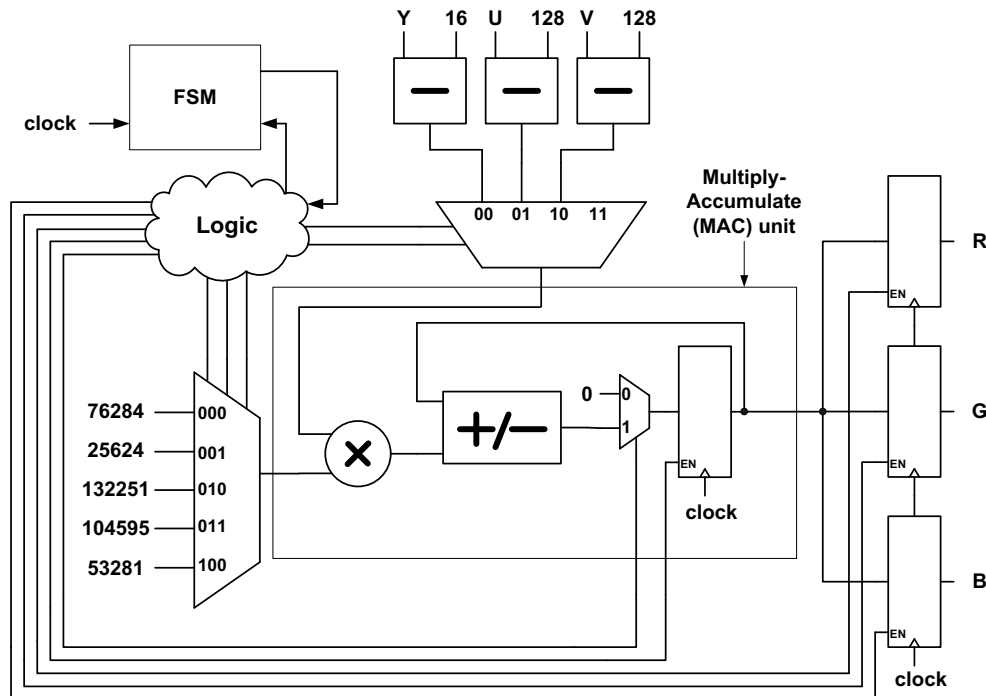 Y 16 U 128 V 128
FSM
clock
Logic
00 01 10 11
Multiply-
Accumulate
(MAC) unit
R
EN
76284
000
25624
001
132251
010
104595
011
53281
100
0
0
1
+/−
×
EN
clock
G
EN
B
EN
clock